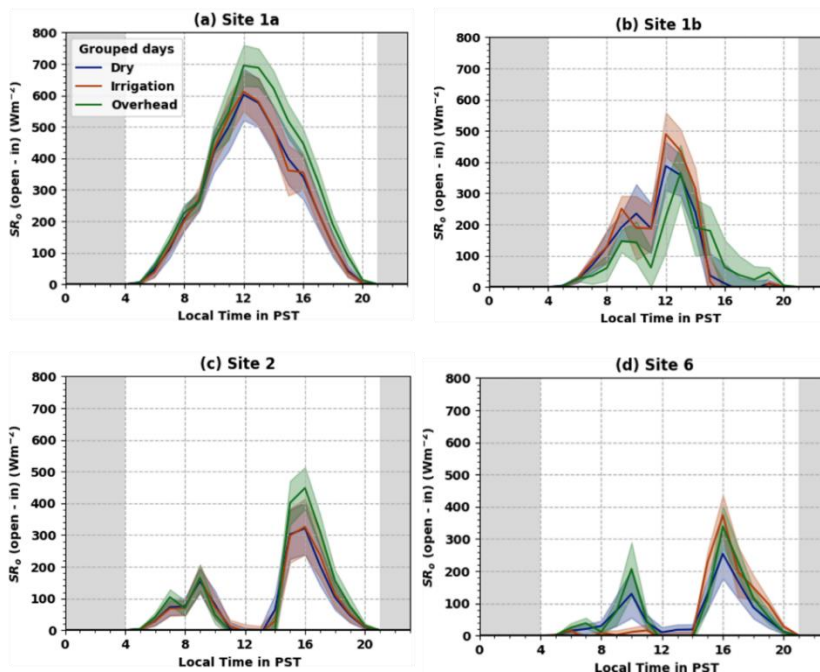 (a) Site 1a
800
700
600
500
400
300
200
100
0
SRₒ (open - in) (Wm⁻²)
Grouped days
Dry
Irrigation
Overhead
0 4 8 12 16 20
Local Time in PST
(b) Site 1b
800
700
600
500
400
300
200
100
0
SRₒ (open - in) (Wm⁻²)
0 4 8 12 16 20
Local Time in PST
(c) Site 2
800
700
600
500
400
300
200
100
0
SRₒ (open - in) (Wm⁻²)
0 4 8 12 16 20
Local Time in PST
(d) Site 6
800
700
600
500
400
300
200
100
0
SRₒ (open - in) (Wm⁻²)
0 4 8 12 16 20
Local Time in PST